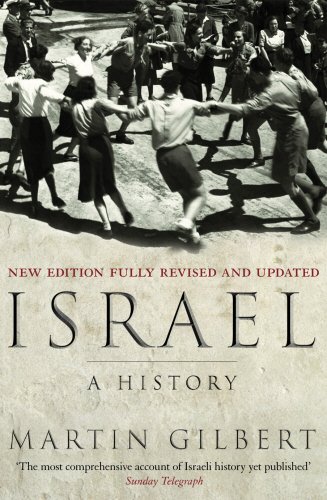 NEW EDITION FULLY REVISED AND UPDATED
ISRAEL
A HISTORY
MARTIN GILBERT
‘The most comprehensive account of Israeli history yet published’
Sunday Telegraph